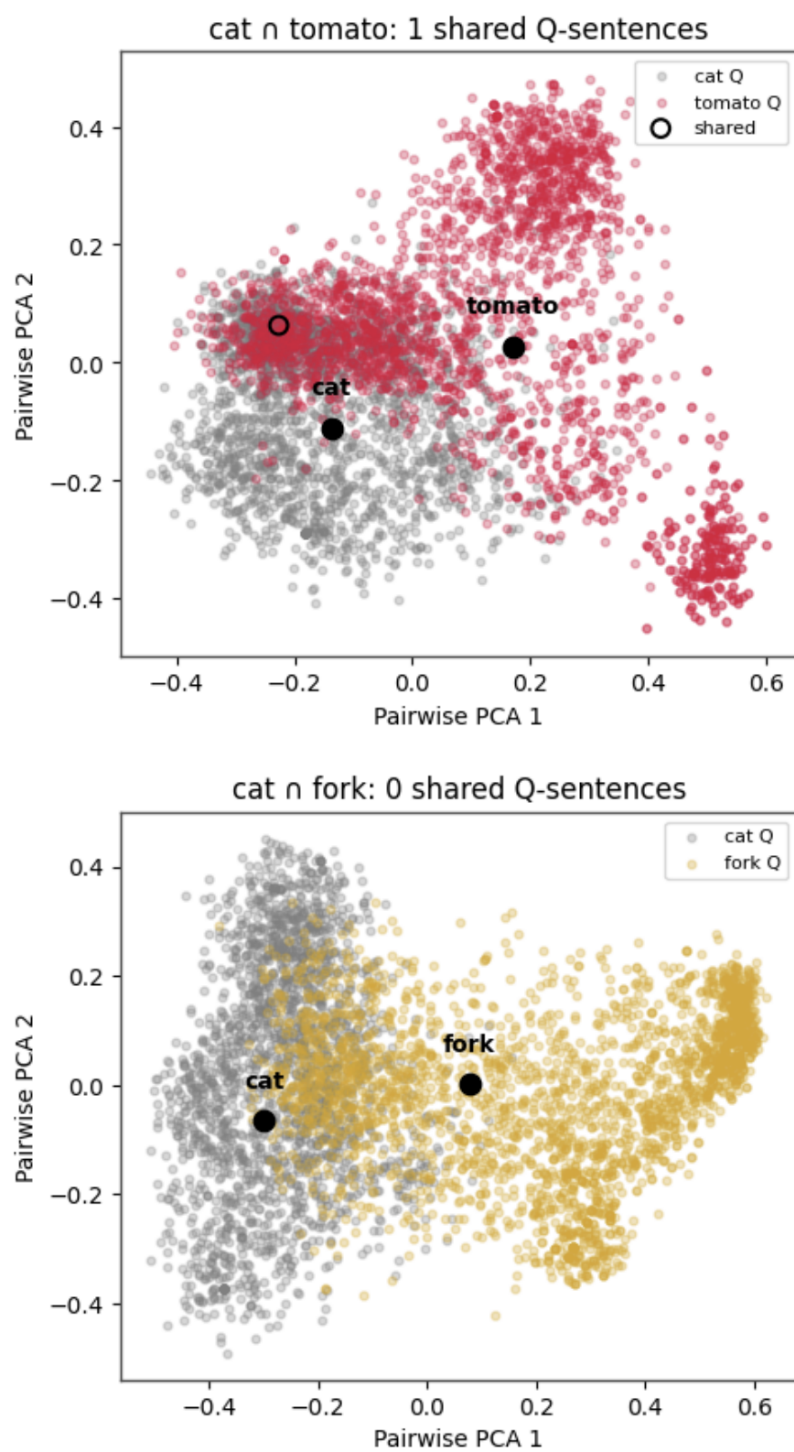 cat ∩ tomato: 1 shared Q-sentences
cat Q
tomato Q
shared
0.4
0.2
0.0
−0.2
−0.4
Pairwise PCA 2
tomato
cat
−0.4 −0.2 0.0 0.2 0.4 0.6
Pairwise PCA 1
cat ∩ fork: 0 shared Q-sentences
cat Q
fork Q
0.4
0.2
0.0
−0.2
−0.4
Pairwise PCA 2
fork
cat
−0.4 −0.2 0.0 0.2 0.4 0.6
Pairwise PCA 1